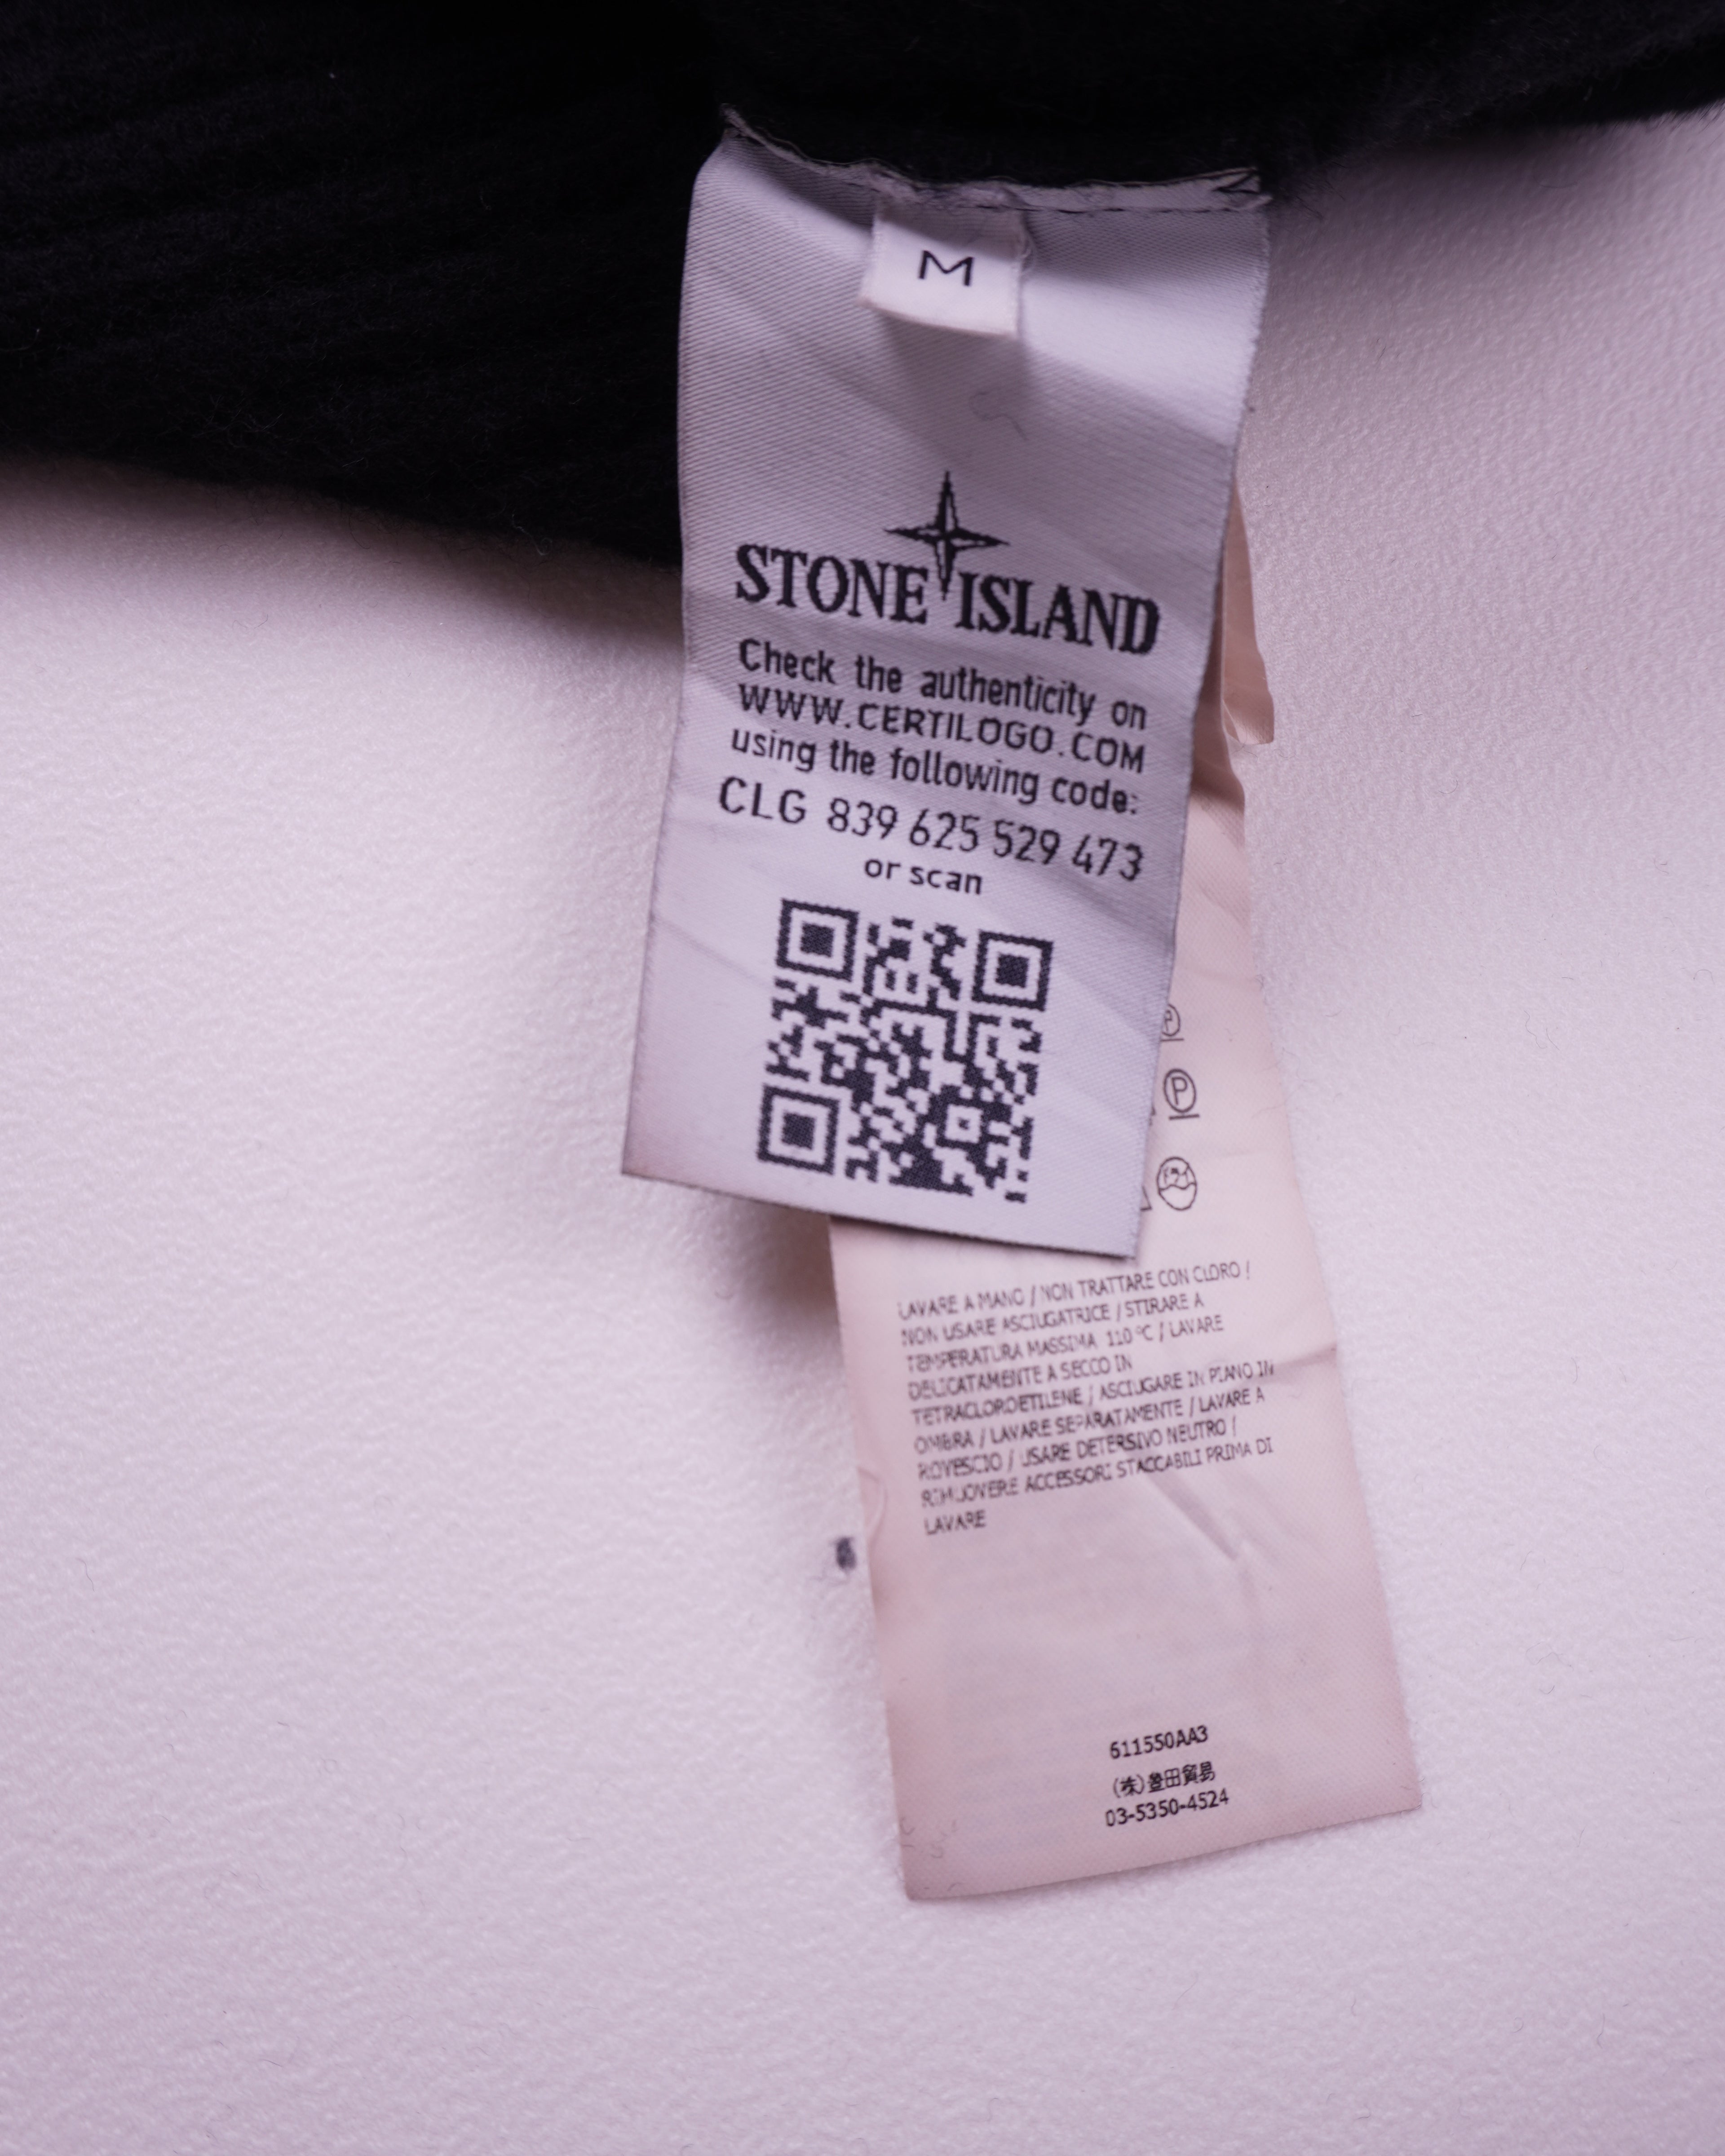 M
STONE ISLAND
Check the authenticity on
WWW.CERTILOGO.COM
using the following code:
CLG 839 625 529 473
or scan
P
P
LAVARE A MANO / NON TRATTARE CON CLORO /
NON USARE ASCIUGATRICE / STIRARE A
TEMPERATURA MASSIMA 110 °C / LAVARE
DELICATAMENTE A SECCO IN
TETRACLOROETILENE / ASCIUGARE IN PIANO IN
OMBRA / LAVARE SEPARATAMENTE / LAVARE A
ROVESCIO / USARE DETERSIVO NEUTRO /
RIMUOVERE ACCESSORI STACCABILI PRIMA DI
LAVARE
611550AA3
(株)豊田貿易
03-5350-4524